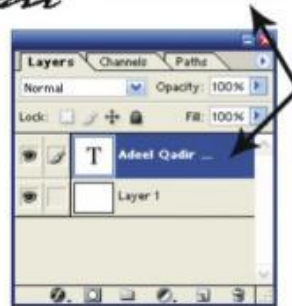 Layers Channels Paths
Normal Opacity: 100%
Lock: Fill: 100%
T Adeel Qadir ...
Layer 1